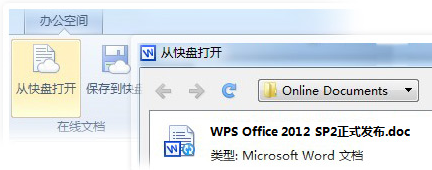 办公空间
从快盘打开
保存到快
在线文档
从快盘打开
Online Documents
WPS Office 2012 SP2正式发布.doc
类型: Microsoft Word 文档